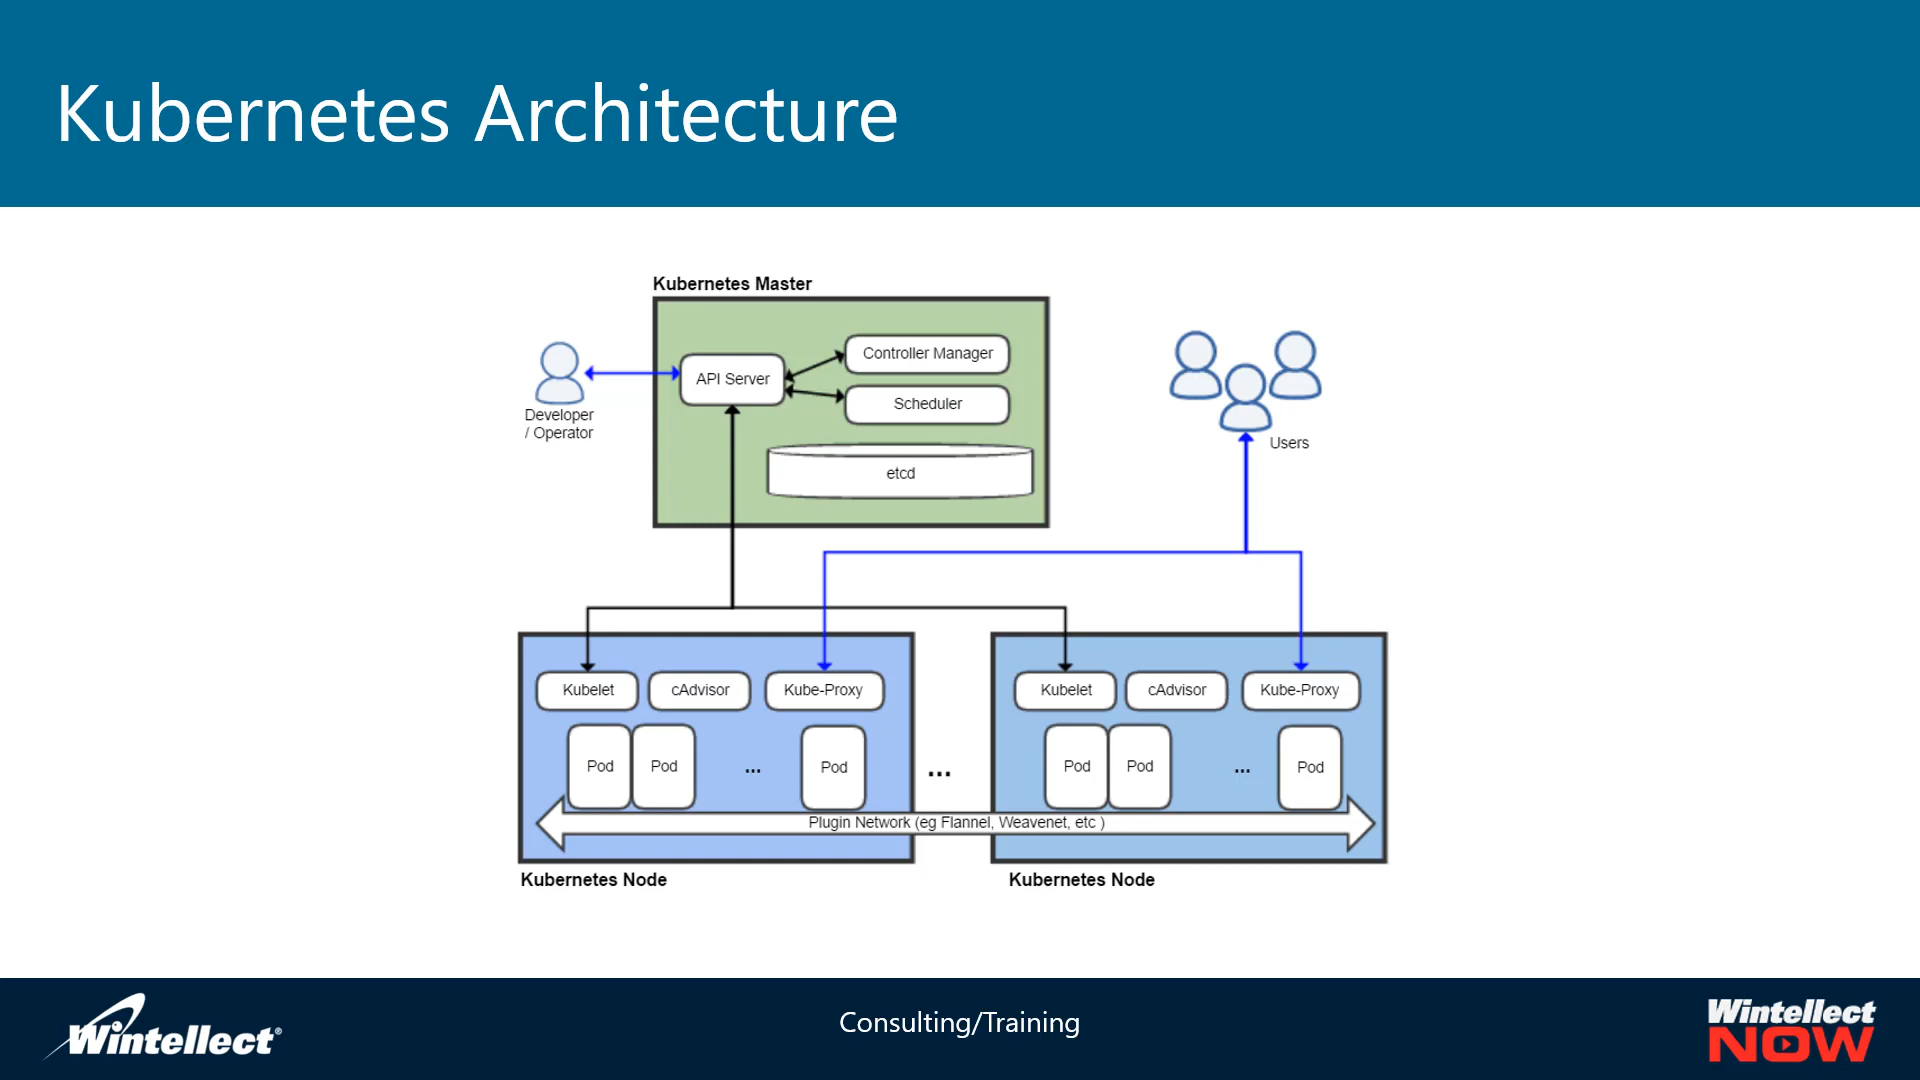 Kubernetes Architecture
Kubernetes Master
API Server
Controller Manager
Scheduler
etcd
Developer
/ Operator
Users
Kubelet
cAdvisor
Kube-Proxy
Pod
Pod
...
Pod
...
Kubelet
cAdvisor
Kube-Proxy
Pod
Pod
...
Pod
Plugin Network (eg Flannel, Weavenet, etc )
Kubernetes Node
Kubernetes Node
Wintellect®
Consulting/Training
Wintellect
NOW